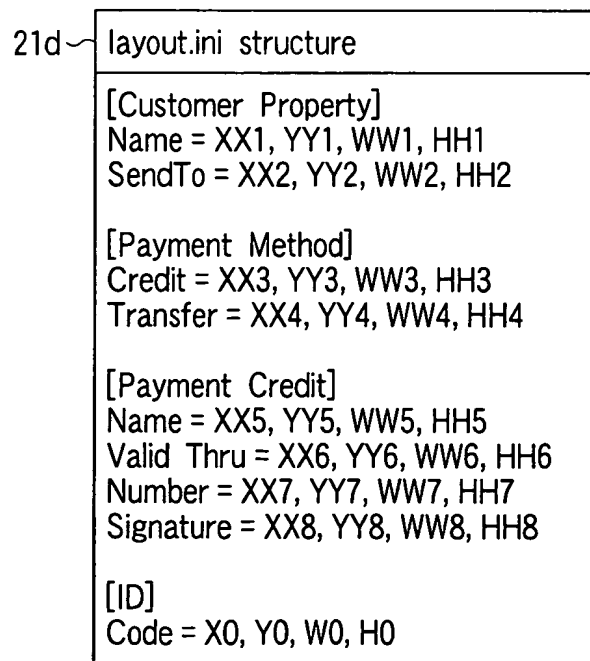 21d layout.ini structure
[Customer Property]
Name = XX1, YY1, WW1, HH1
SendTo = XX2, YY2, WW2, HH2
[Payment Method]
Credit = XX3, YY3, WW3, HH3
Transfer = XX4, YY4, WW4, HH4
[Payment Credit]
Name = XX5, YY5, WW5, HH5
Valid Thru = XX6, YY6, WW6, HH6
Number = XX7, YY7, WW7, HH7
Signature = XX8, YY8, WW8, HH8
[ID]
Code = X0, Y0, W0, H0